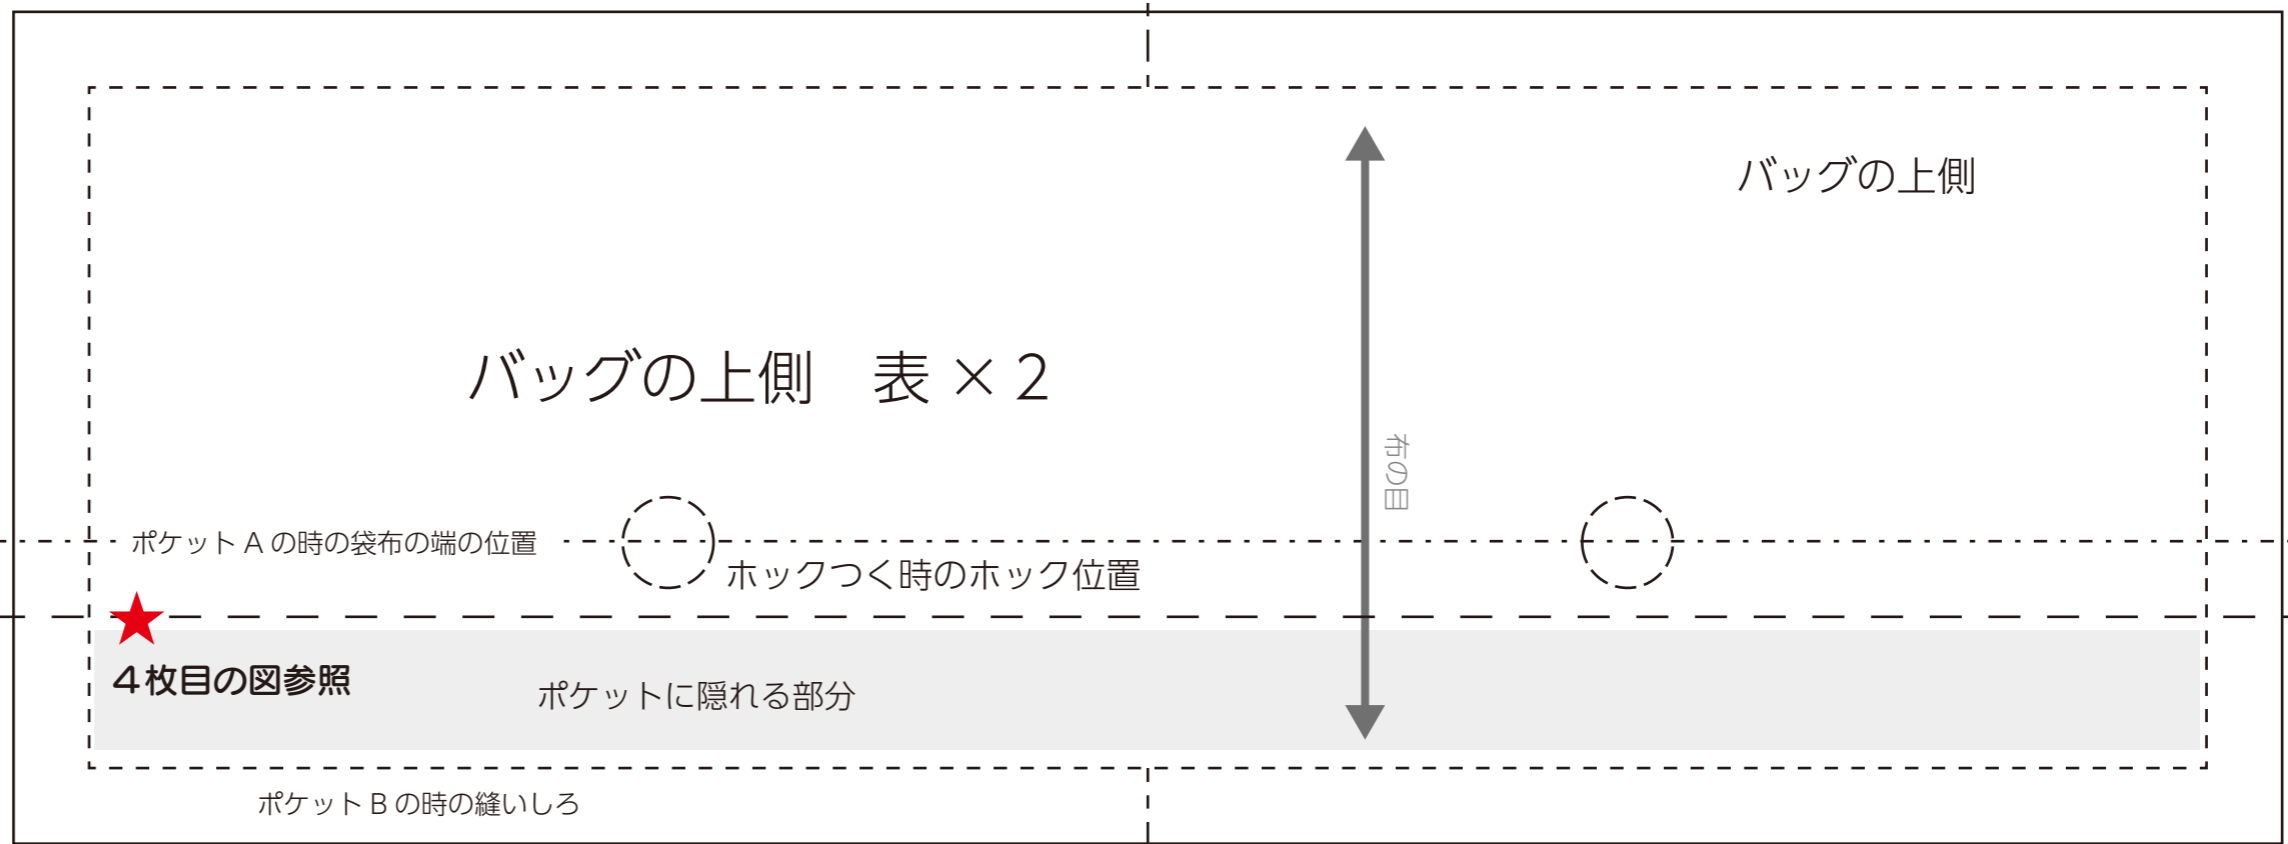 バッグの上側
バッグの上側　表 × 2
布の目
ポケット A の時の袋布の端の位置
ホックつく時のホック位置
4枚目の図参照
ポケットに隠れる部分
ポケット B の時の縫いしろ